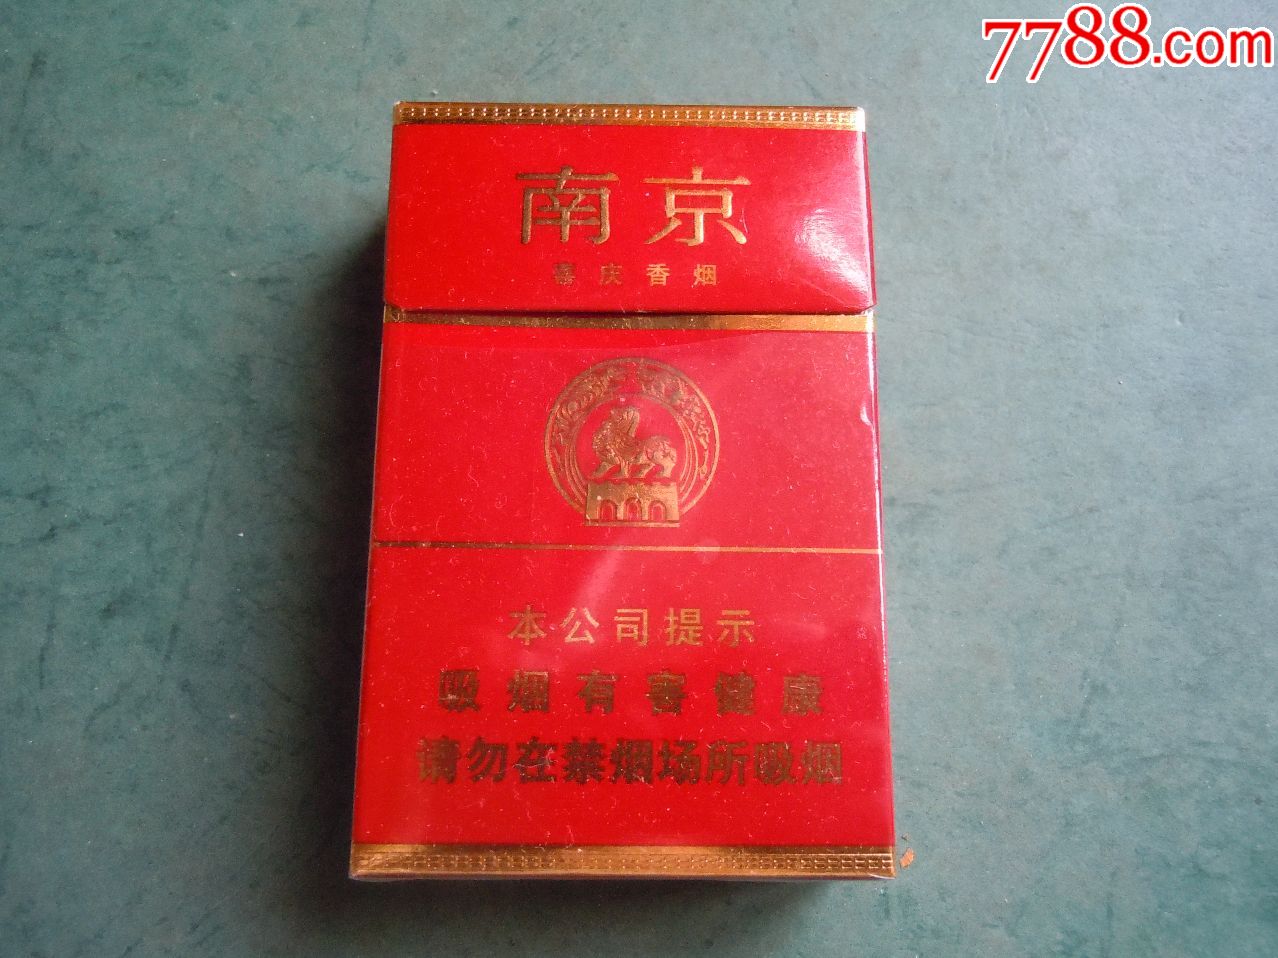 7788.com
南京
喜庆香烟
本公司提示
吸烟有害健康
请勿在禁烟场所吸烟